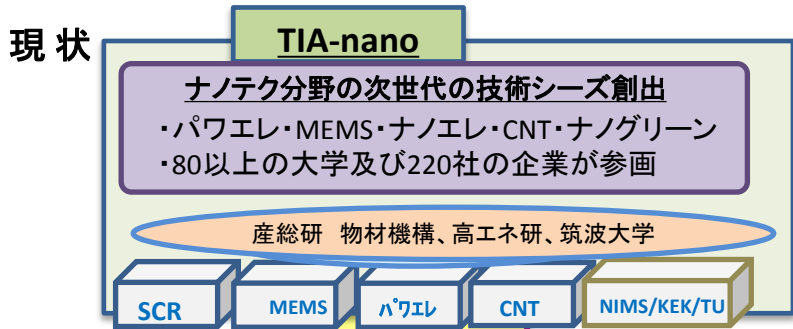 現状
TIA-nano
ナノテク分野の次世代の技術シーズ創出
・パワエレ・MEMS・ナノエレ・CNT・ナノグリーン
・80以上の大学及び220社の企業が参画
産総研 物材機構、高エネ研、筑波大学
SCR
MEMS
ﾊﾟﾜｴﾚ
CNT
NIMS/KEK/TU